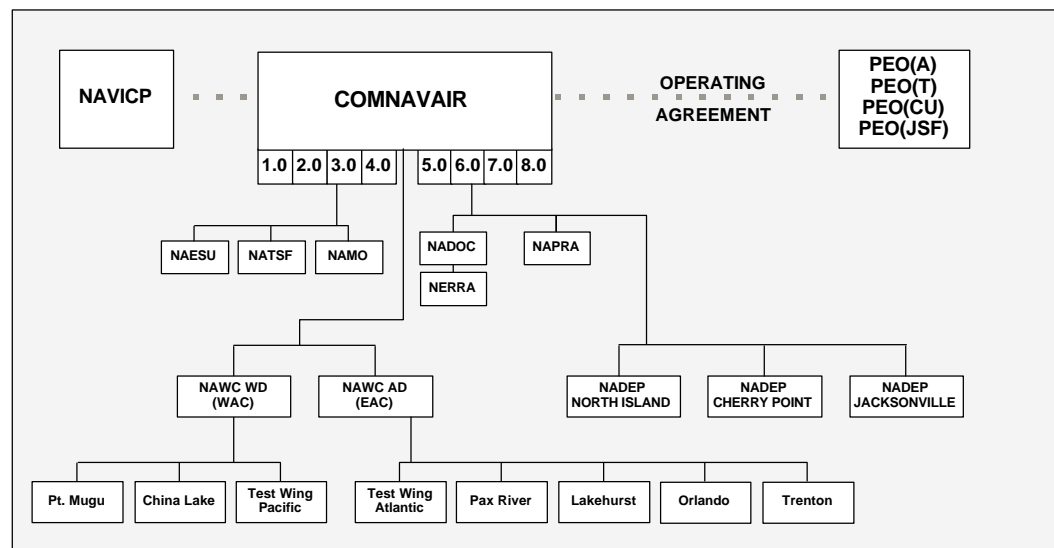 NAVICP
COMNAVAIR
OPERATING
AGREEMENT
PEO(A)
PEO(T)
PEO(CU)
PEO(JSF)
1.0 2.0 3.0 4.0 5.0 6.0 7.0 8.0
NAESU NATSF NAMO
NADOC NAPRA
NERRA
NAWC WD
(WAC)
NAWC AD
(EAC)
NADEP
NORTH ISLAND
NADEP
CHERRY POINT
NADEP
JACKSONVILLE
Pt. Mugu
China Lake
Test Wing
Pacific
Test Wing
Atlantic
Pax River
Lakehurst
Orlando
Trenton